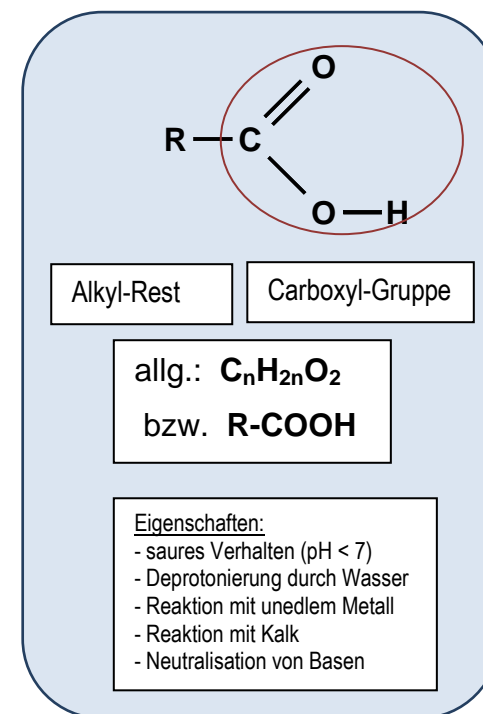 O
R C
O H
Alkyl-Rest
Carboxyl-Gruppe
allg.: CₙH₂ₙO₂
bzw. R-COOH
Eigenschaften:
- saures Verhalten (pH < 7)
- Deprotonierung durch Wasser
- Reaktion mit unedlem Metall
- Reaktion mit Kalk
- Neutralisation von Basen